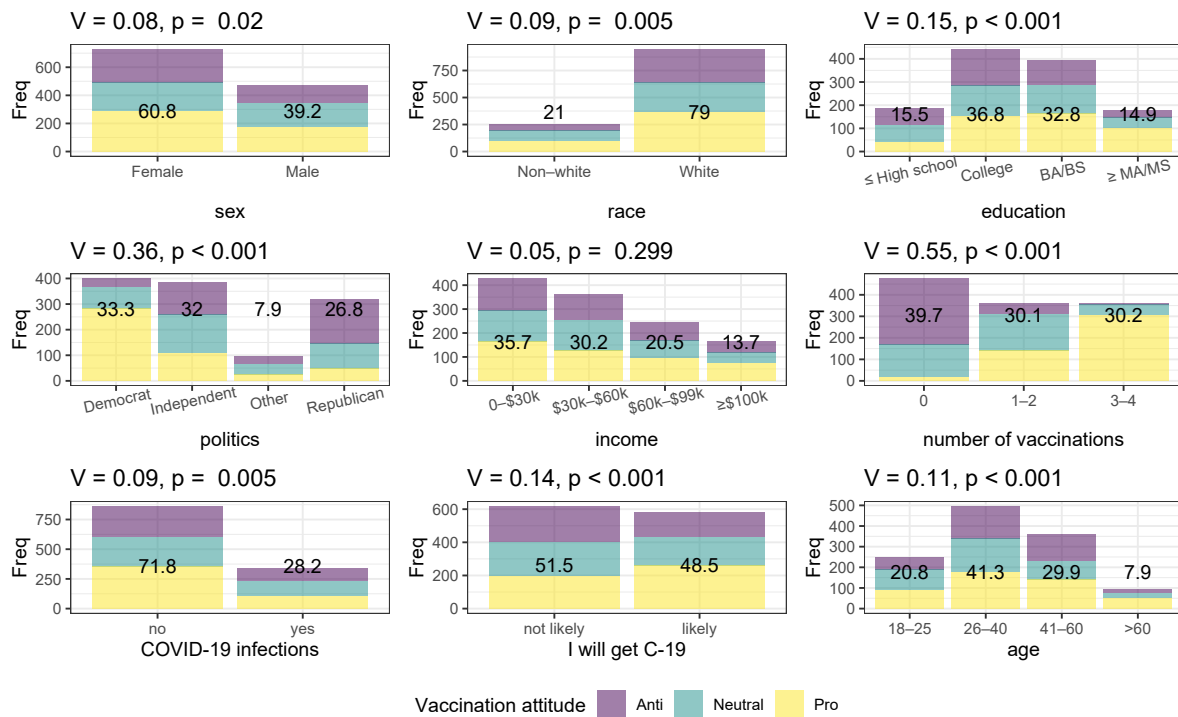 V = 0.08, p = 0.02
Freq
600
400
200
0
60.8
39.2
Female
Male
sex
V = 0.09, p = 0.005
Freq
750
500
250
0
21
79
Non–white
White
race
V = 0.15, p < 0.001
Freq
400
300
200
100
0
15.5
36.8
32.8
14.9
≤ High school
College
BA/BS
≥ MA/MS
education
V = 0.36, p < 0.001
Freq
400
300
200
100
0
33.3
32
7.9
26.8
Democrat
Independent
Other
Republican
politics
V = 0.05, p = 0.299
Freq
400
300
200
100
0
35.7
30.2
20.5
13.7
0–$30k
$30k–$60k
$60k–$99k
≥$100k
income
V = 0.55, p < 0.001
Freq
400
300
200
100
0
39.7
30.1
30.2
0
1–2
3–4
number of vaccinations
V = 0.09, p = 0.005
Freq
750
500
250
0
71.8
28.2
no
yes
COVID-19 infections
V = 0.14, p < 0.001
Freq
600
400
200
0
51.5
48.5
not likely
likely
I will get C-19
V = 0.11, p < 0.001
Freq
500
400
300
200
100
0
20.8
41.3
29.9
7.9
18–25
26–40
41–60
>60
age
Vaccination attitude Anti Neutral Pro